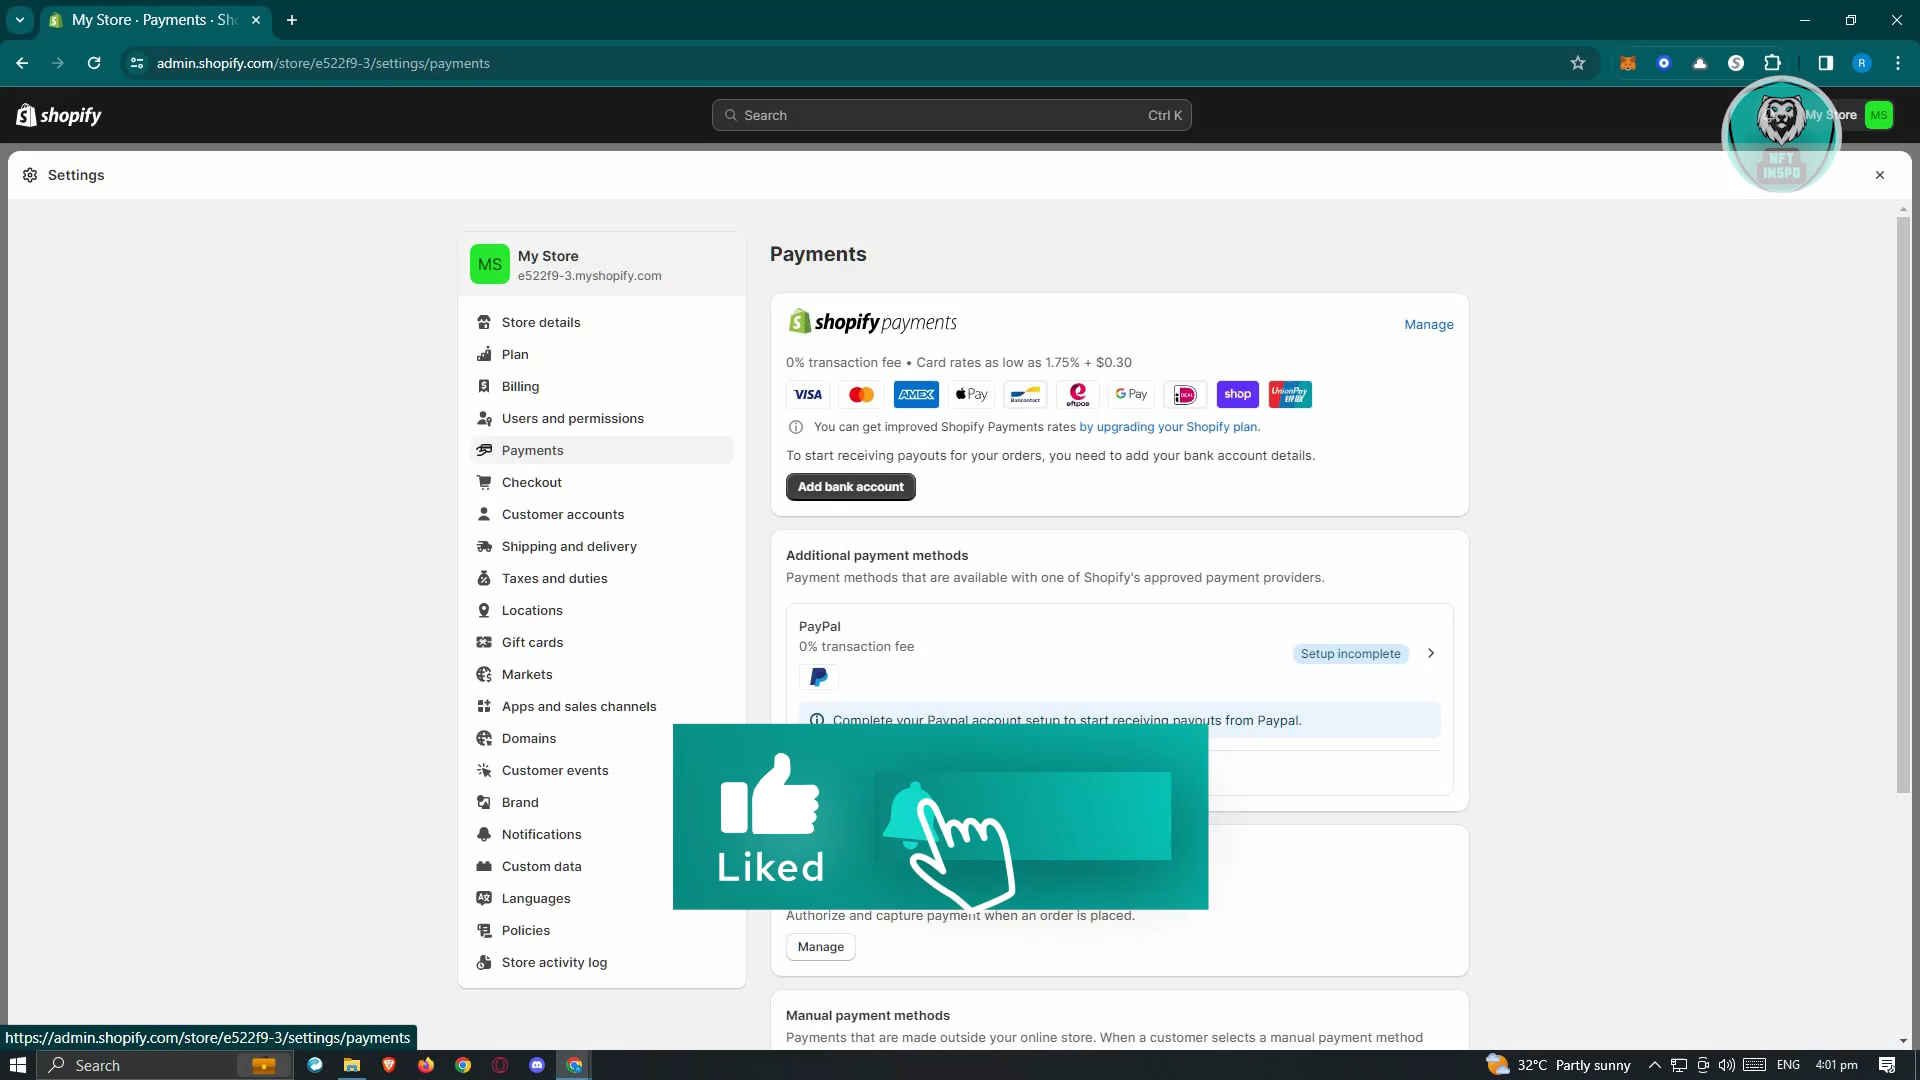 My Store · Payments · Sh
admin.shopify.com/store/e522f9-3/settings/payments
R
shopify
Search
Ctrl K
My Store
MS
NFT
INSPO
Settings
MS
My Store
e522f9-3.myshopify.com
Store details
Plan
Billing
Users and permissions
Payments
Checkout
Customer accounts
Shipping and delivery
Taxes and duties
Locations
Gift cards
Markets
Apps and sales channels
Domains
Customer events
Brand
Notifications
Custom data
Languages
Policies
Store activity log
Payments
shopify payments
Manage
0% transaction fee • Card rates as low as 1.75% + $0.30
VISA
AMEX
Pay
Bancontact
eftpos
G Pay
iDEAL
shop
UnionPay
银联
You can get improved Shopify Payments rates by upgrading your Shopify plan.
To start receiving payouts for your orders, you need to add your bank account details.
Add bank account
Additional payment methods
Payment methods that are available with one of Shopify's approved payment providers.
PayPal
0% transaction fee
Setup incomplete
Complete your Paypal account setup to start receiving payouts from Paypal.
Liked
Authorize and capture payment when an order is placed.
Manage
Manual payment methods
Payments that are made outside your online store. When a customer selects a manual payment method
https://admin.shopify.com/store/e522f9-3/settings/payments
Search
32°C Partly sunny
ENG
4:01 pm